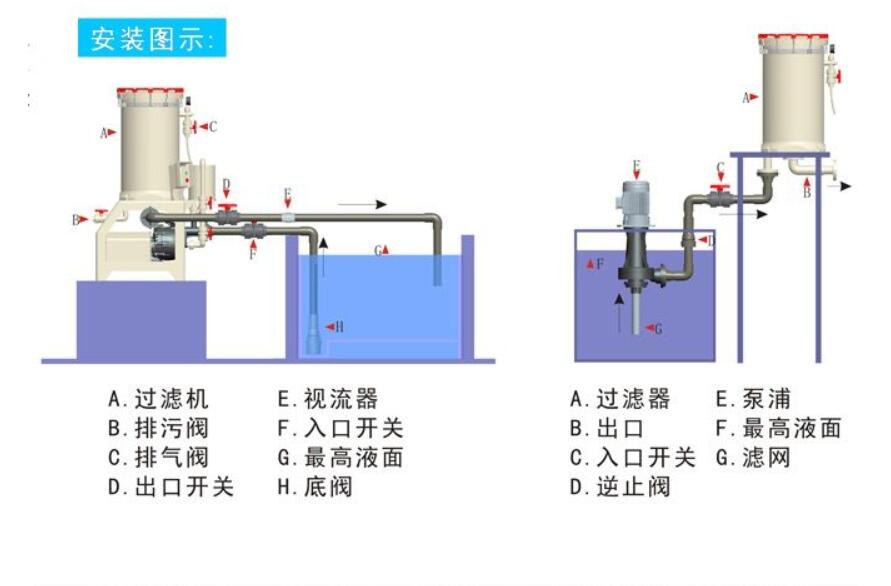 安装图示:
A
C
B
D
E
F
G
H
A
E
C
B
D
F
G
A.过滤机 E.视流器
B.排污阀 F.入口开关
C.排气阀 G.最高液面
D.出口开关 H.底阀
A.过滤器 E.泵浦
B.出口 F.最高液面
C.入口开关 G.滤网
D.逆止阀